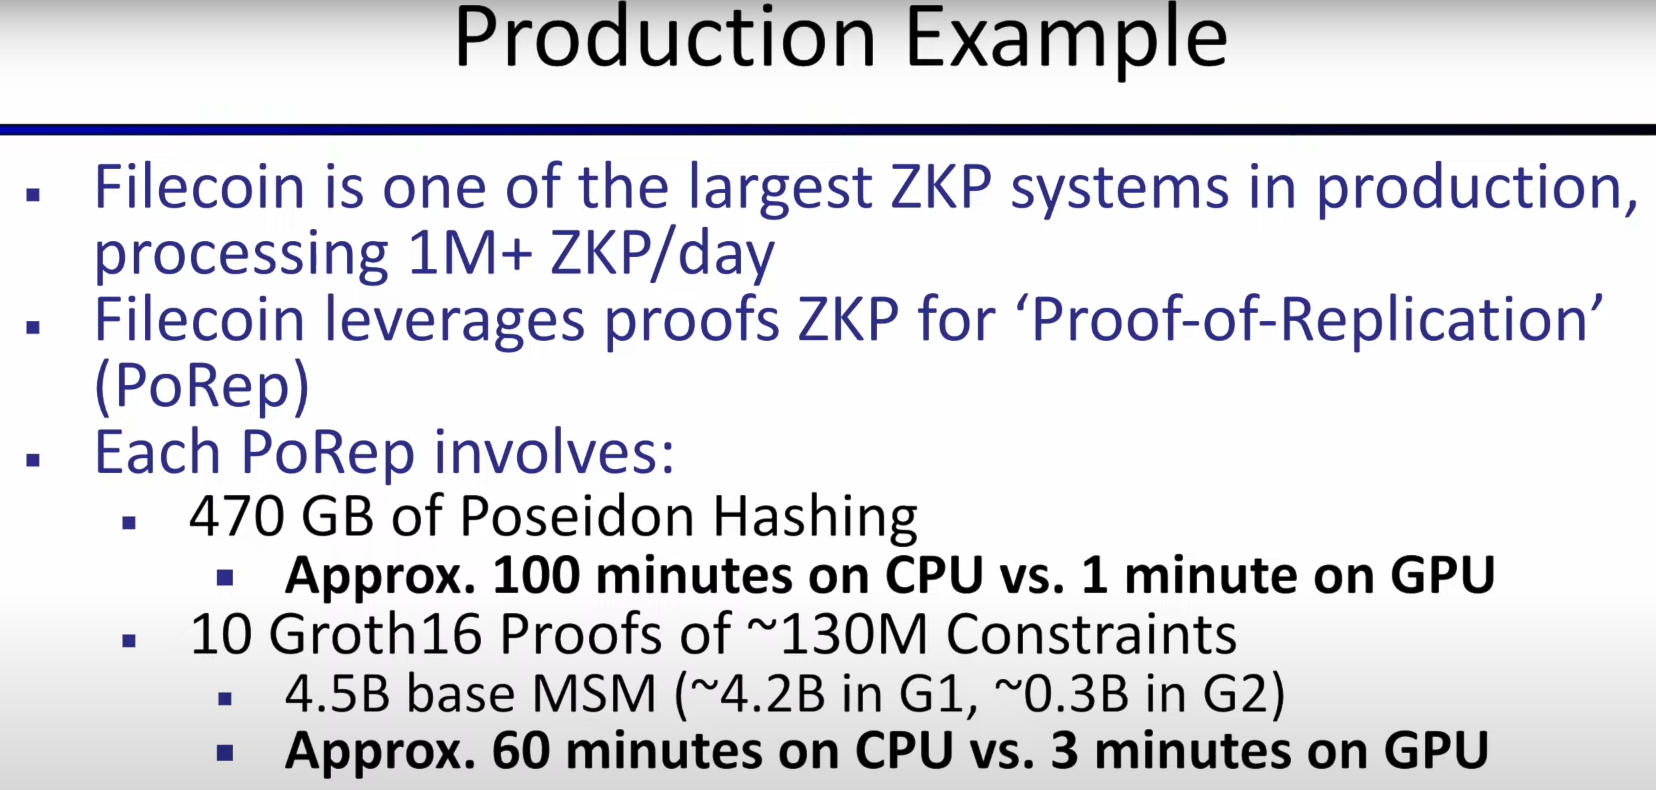 Production Example
▪ Filecoin is one of the largest ZKP systems in production,
processing 1M+ ZKP/day
▪ Filecoin leverages proofs ZKP for ‘Proof-of-Replication’
(PoRep)
▪ Each PoRep involves:
▪ 470 GB of Poseidon Hashing
▪ Approx. 100 minutes on CPU vs. 1 minute on GPU
▪ 10 Groth16 Proofs of ~130M Constraints
▪ 4.5B base MSM (~4.2B in G1, ~0.3B in G2)
▪ Approx. 60 minutes on CPU vs. 3 minutes on GPU